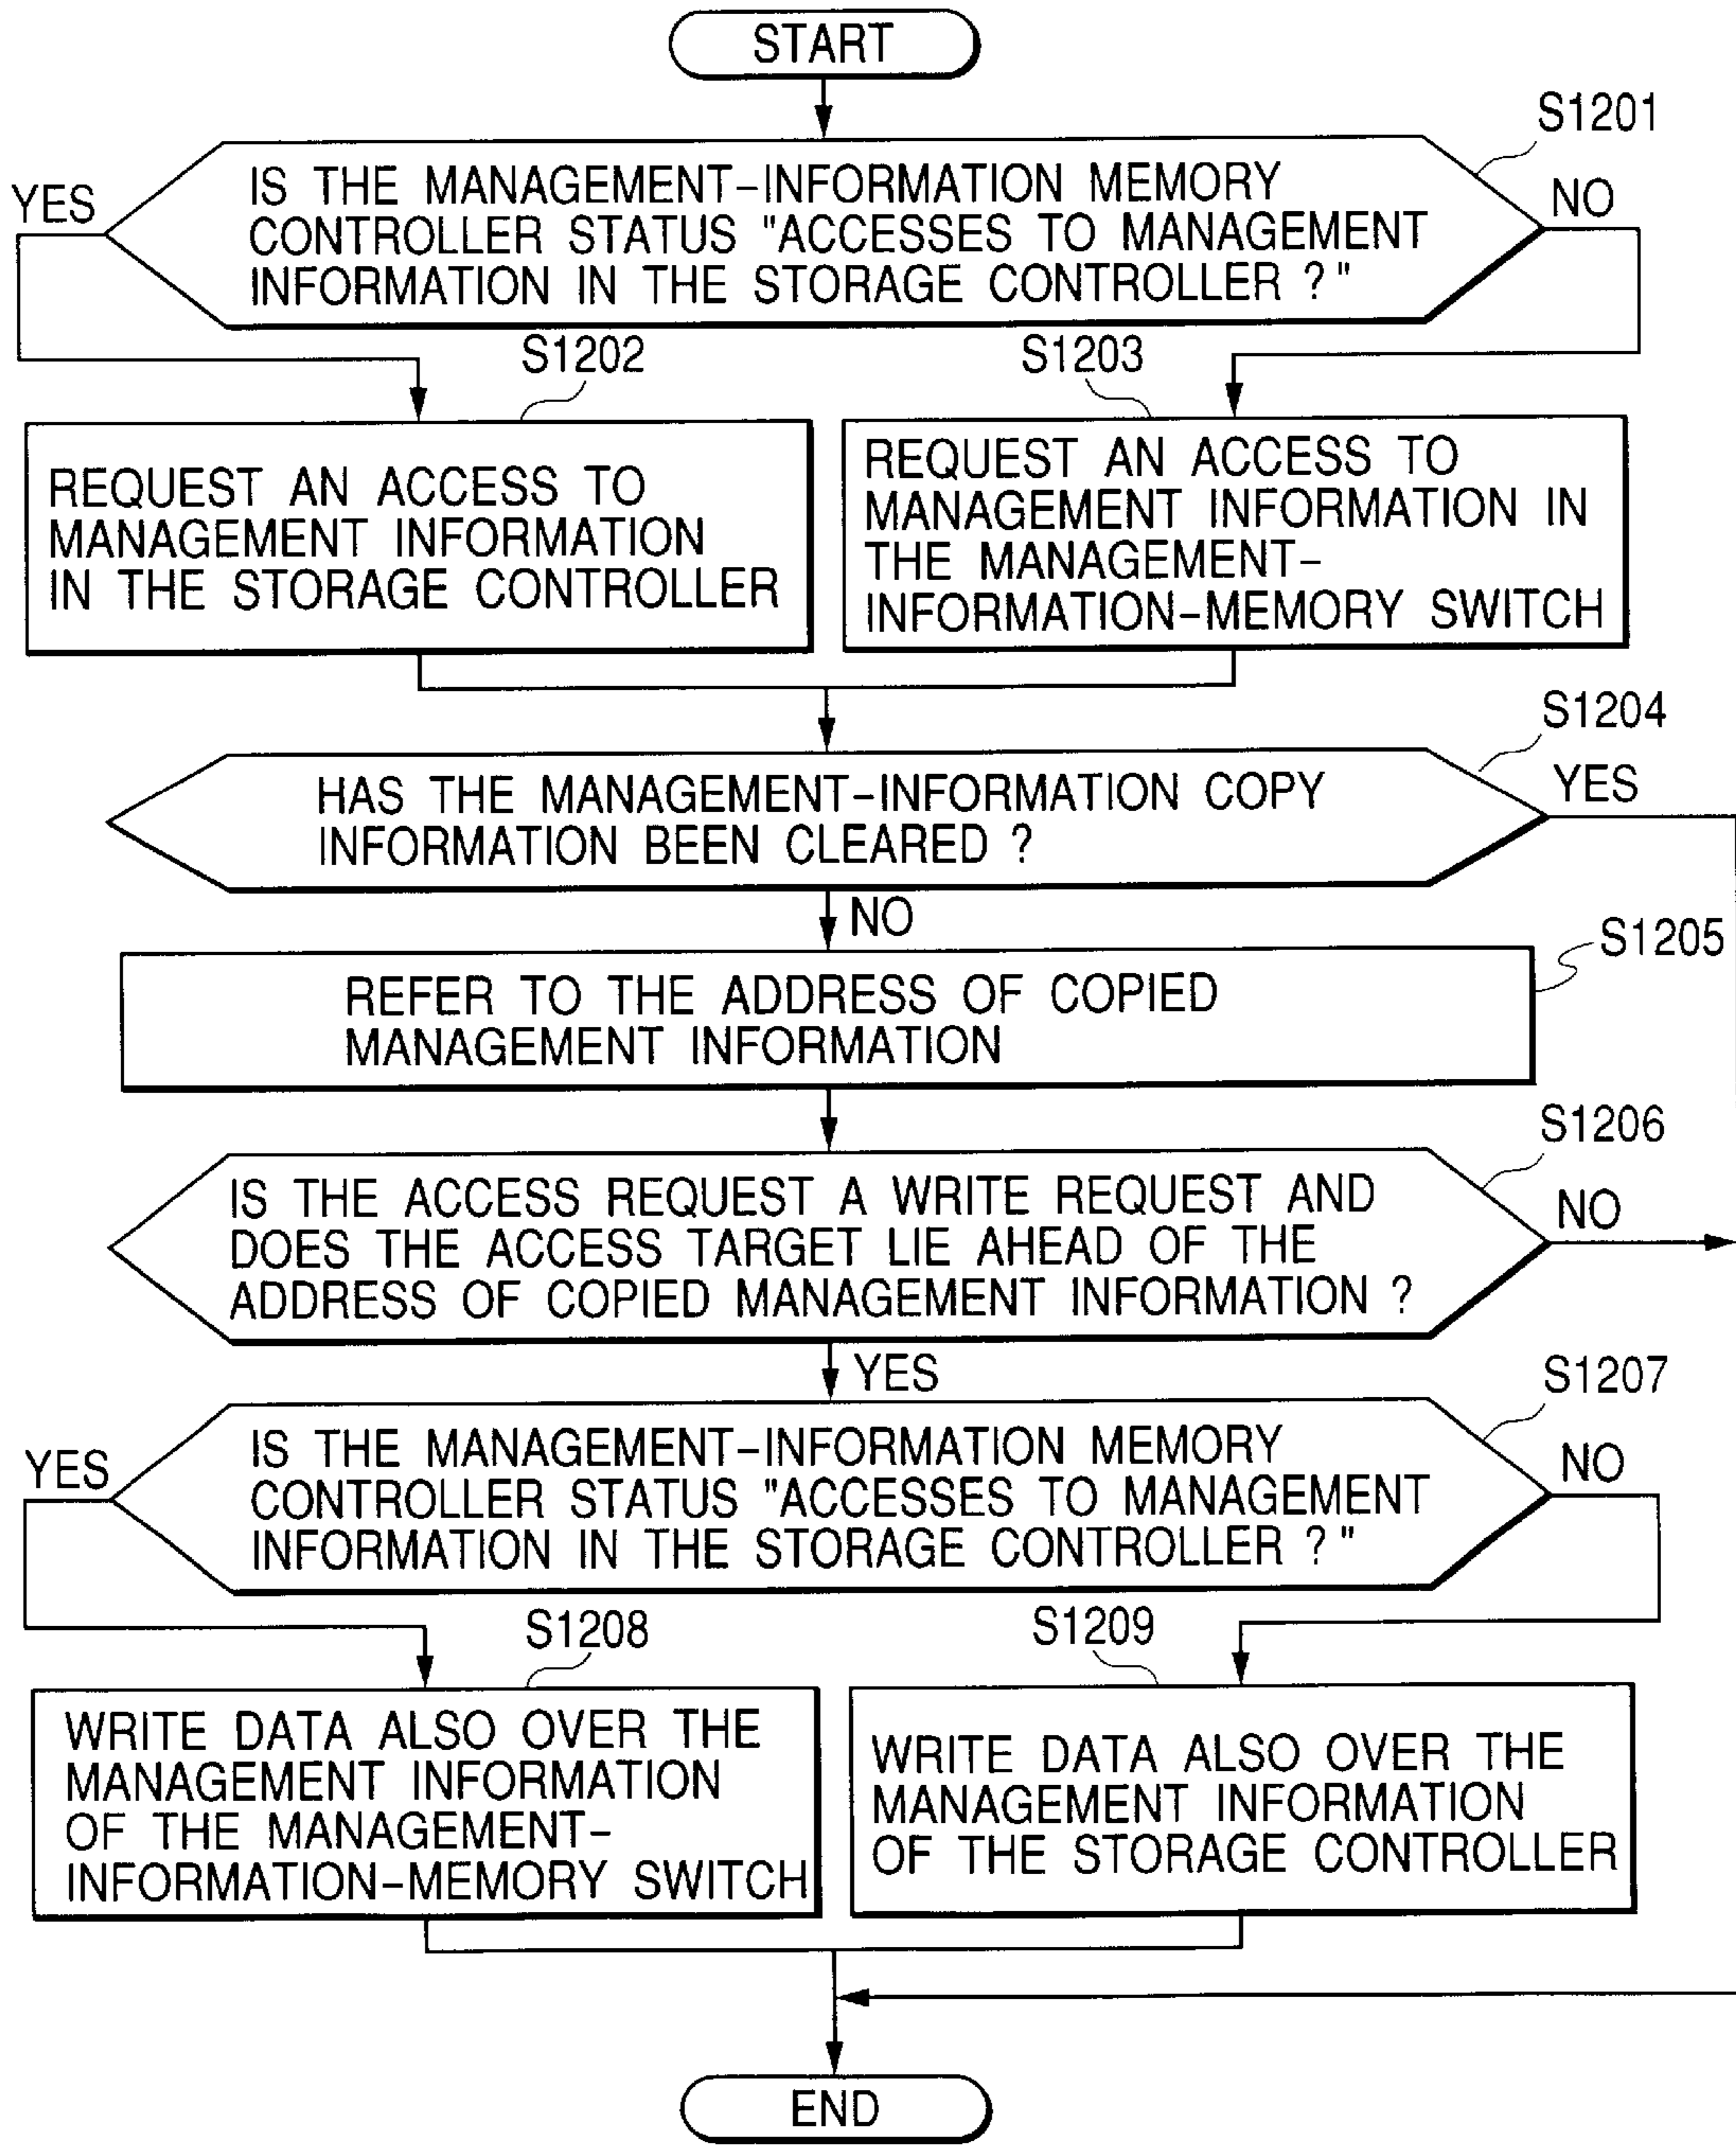 START
S1201
YES
IS THE MANAGEMENT-INFORMATION MEMORY
CONTROLLER STATUS "ACCESSES TO MANAGEMENT
INFORMATION IN THE STORAGE CONTROLLER ?"
NO
S1202
S1203
REQUEST AN ACCESS TO
MANAGEMENT INFORMATION
IN THE STORAGE CONTROLLER
REQUEST AN ACCESS TO
MANAGEMENT INFORMATION IN
THE MANAGEMENT-
INFORMATION-MEMORY SWITCH
S1204
HAS THE MANAGEMENT-INFORMATION COPY
INFORMATION BEEN CLEARED ?
YES
NO
S1205
REFER TO THE ADDRESS OF COPIED
MANAGEMENT INFORMATION
S1206
IS THE ACCESS REQUEST A WRITE REQUEST AND
DOES THE ACCESS TARGET LIE AHEAD OF THE
ADDRESS OF COPIED MANAGEMENT INFORMATION ?
NO
YES
S1207
YES
IS THE MANAGEMENT-INFORMATION MEMORY
CONTROLLER STATUS "ACCESSES TO MANAGEMENT
INFORMATION IN THE STORAGE CONTROLLER ?"
NO
S1208
S1209
WRITE DATA ALSO OVER THE
MANAGEMENT INFORMATION
OF THE MANAGEMENT-
INFORMATION-MEMORY SWITCH
WRITE DATA ALSO OVER THE
MANAGEMENT INFORMATION
OF THE STORAGE CONTROLLER
END